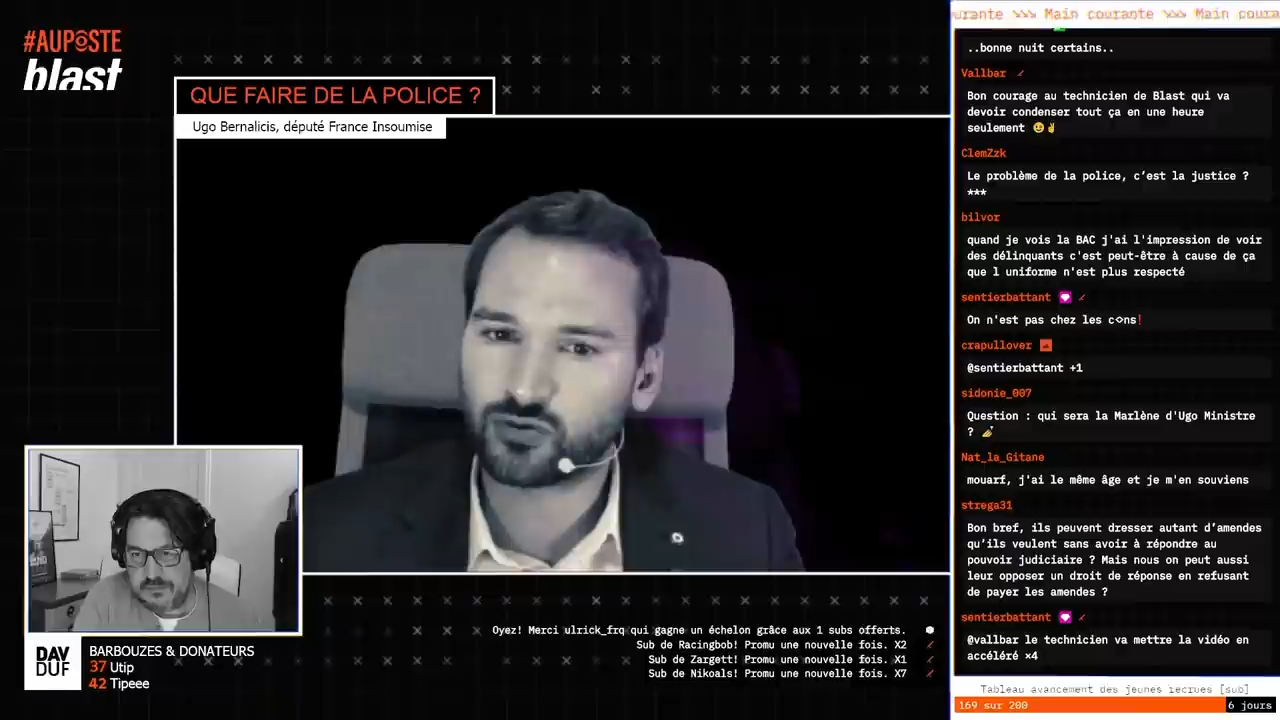 #AUPOSTE
blast
QUE FAIRE DE LA POLICE ?
Ugo Bernalicis, député France Insoumise
DAV
DUF
BARBOUZES & DONATEURS
37 Utip
42 Tipeee
Oyez! Merci ulrick_frq qui gagne un échelon grâce aux 1 subs offerts.
Sub de Racingbob! Promu une nouvelle fois. X2
Sub de Zargett! Promu une nouvelle fois. X1
Sub de Nikoals! Promu une nouvelle fois. X7
urante >>> Main courante >>> Main coura
..bonne nuit certains..
Vallbar
Bon courage au technicien de Blast qui va
devoir condenser tout ça en une heure
seulement 😉✌
ClemZzk
Le problème de la police, c’est la justice ?
***
bilvor
quand je vois la BAC j'ai l'impression de voir
des délinquants c'est peut-être à cause de ça
que l uniforme n'est plus respecté
sentierbattant
On n'est pas chez les c◇ns❗
crapullover
@sentierbattant +1
sidonie_007
Question : qui sera la Marlène d'Ugo Ministre
?
Nat_la_Gitane
mouarf, j'ai le même âge et je m'en souviens
strega31
Bon bref, ils peuvent dresser autant d’amendes
qu’ils veulent sans avoir à répondre au
pouvoir judiciaire ? Mais nous on peut aussi
leur opposer un droit de réponse en refusant
de payer les amendes ?
sentierbattant
@vallbar le technicien va mettre la vidéo en
accéléré ×4
Tableau avancement des jeunes recrues [sub]
169 sur 200
6 jours